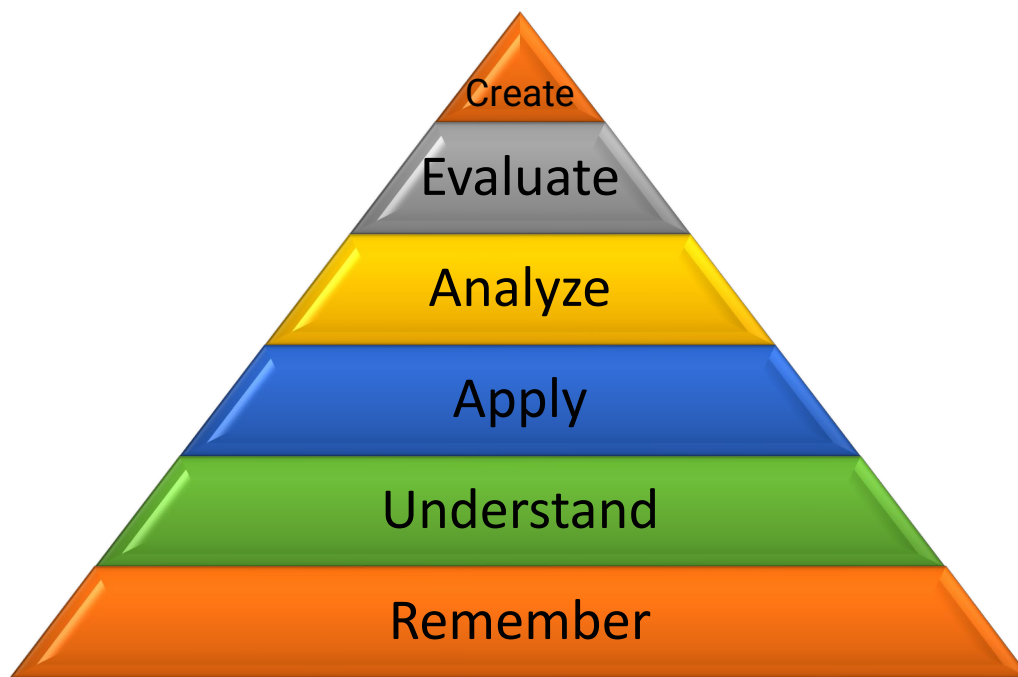 Create
Evaluate
Analyze
Apply
Understand
Remember